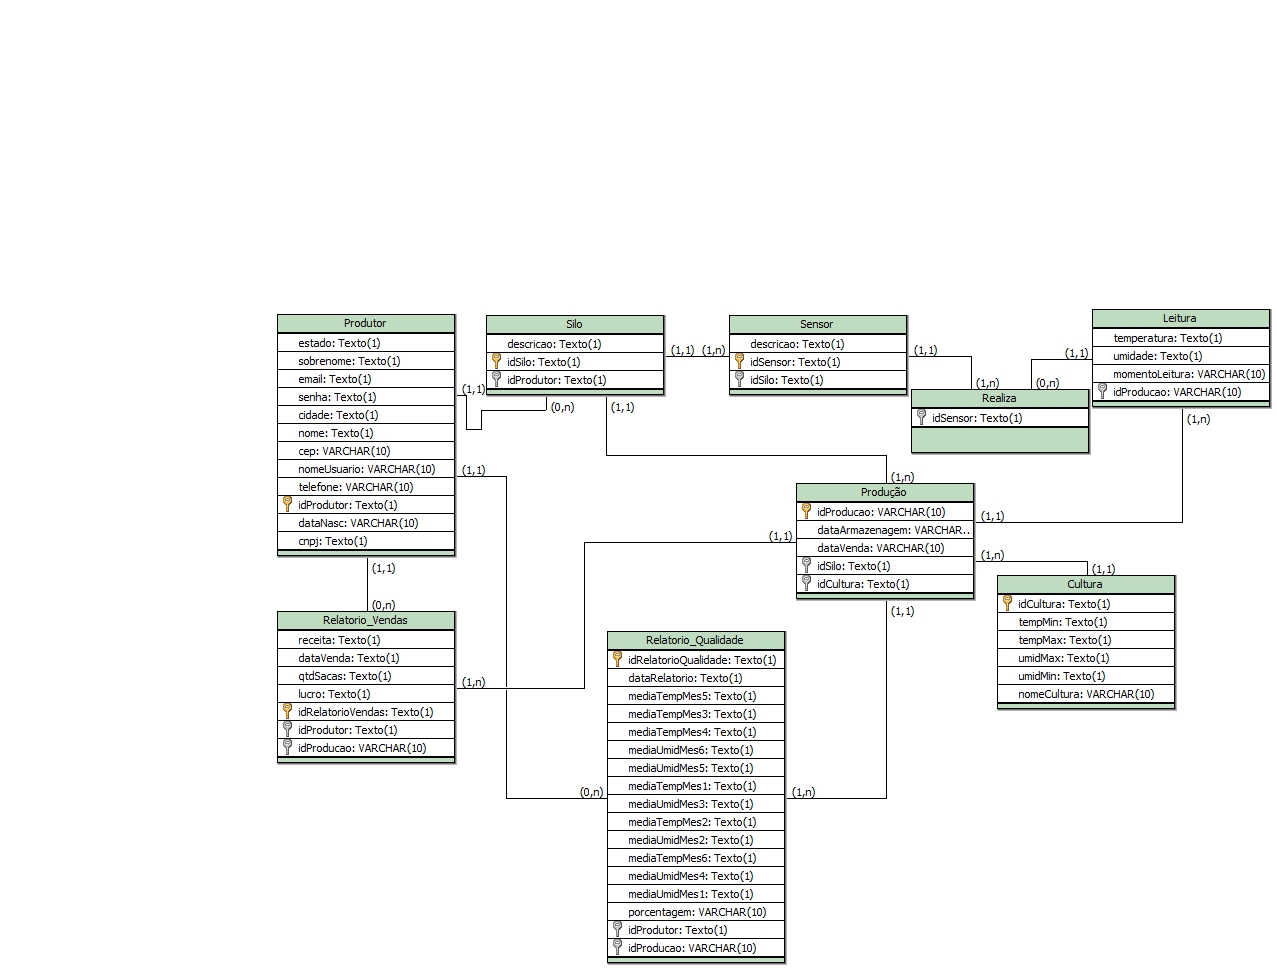 Produtor
estado: Texto(1)
sobrenome: Texto(1)
email: Texto(1)
senha: Texto(1)
cidade: Texto(1)
nome: Texto(1)
cep: VARCHAR(10)
nomeUsuario: VARCHAR(10)
telefone: VARCHAR(10)
idProdutor: Texto(1)
dataNasc: VARCHAR(10)
cnpj: Texto(1)
(1,1)
(1,1)
(1,1)
(0,n)
Silo
descricao: Texto(1)
idSilo: Texto(1)
idProdutor: Texto(1)
(0,n)
(1,1)
(1,1)
(1,n)
Sensor
descricao: Texto(1)
idSensor: Texto(1)
idSilo: Texto(1)
(1,1)
(1,n)
Realiza
idSensor: Texto(1)
(0,n)
(1,1)
Leitura
temperatura: Texto(1)
umidade: Texto(1)
momentoLeitura: VARCHAR(10)
idProducao: VARCHAR(10)
(1,n)
(1,n)
Produção
idProducao: VARCHAR(10)
dataArmazenagem: VARCHAR..
dataVenda: VARCHAR(10)
idSilo: Texto(1)
idCultura: Texto(1)
(1,1)
(1,1)
(1,n)
(1,1)
(1,1)
Cultura
idCultura: Texto(1)
tempMin: Texto(1)
tempMax: Texto(1)
umidMax: Texto(1)
umidMin: Texto(1)
nomeCultura: VARCHAR(10)
Relatorio_Vendas
receita: Texto(1)
dataVenda: Texto(1)
qtdSacas: Texto(1)
lucro: Texto(1)
idRelatorioVendas: Texto(1)
idProdutor: Texto(1)
idProducao: VARCHAR(10)
(1,n)
Relatorio_Qualidade
idRelatorioQualidade: Texto(1)
dataRelatorio: Texto(1)
mediaTempMes5: Texto(1)
mediaTempMes3: Texto(1)
mediaTempMes4: Texto(1)
mediaUmidMes6: Texto(1)
mediaUmidMes5: Texto(1)
mediaTempMes1: Texto(1)
mediaUmidMes3: Texto(1)
mediaTempMes2: Texto(1)
mediaUmidMes2: Texto(1)
mediaTempMes6: Texto(1)
mediaUmidMes4: Texto(1)
mediaUmidMes1: Texto(1)
porcentagem: VARCHAR(10)
idProdutor: Texto(1)
idProducao: VARCHAR(10)
(0,n)
(1,n)